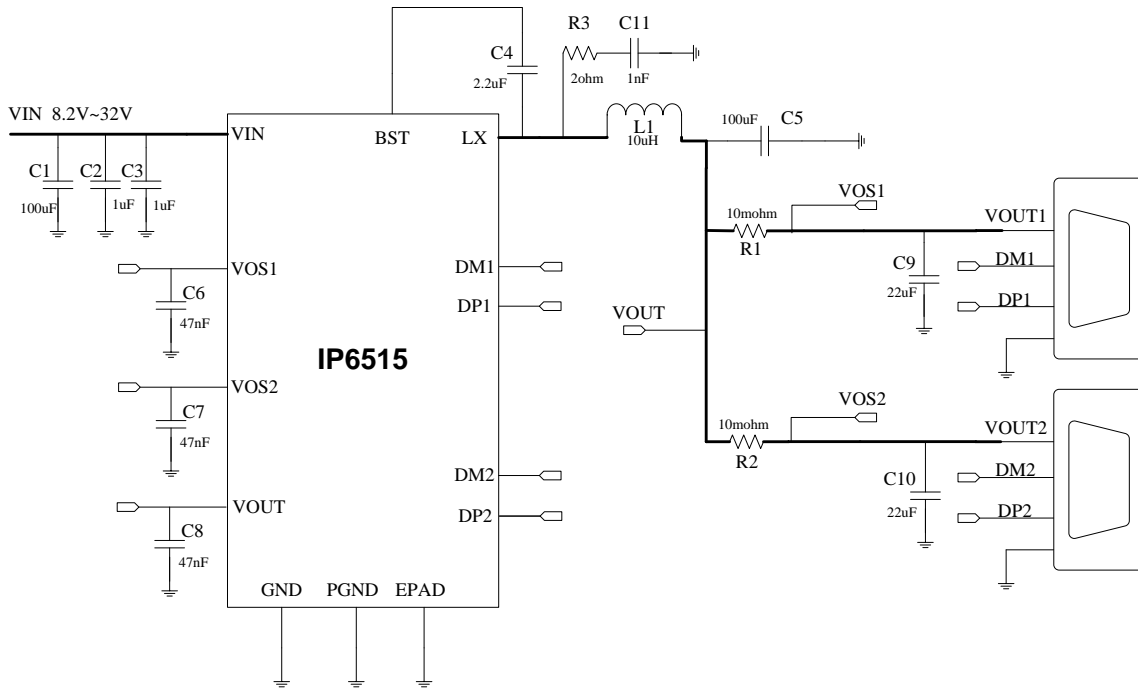 R3
C11
C4
2.2uF
2ohm
1nF
VIN 8.2V~32V
VIN
BST
LX
L1
10uH
100uF
C5
C1
C2
C3
100uF
1uF
1uF
VOS1
10mohm
R1
VOUT1
VOS1
C6
47nF
DM1
DP1
C9
22uF
DM1
DP1
VOUT
IP6515
VOS2
C7
47nF
VOS2
10mohm
R2
VOUT2
DM2
DP2
C10
22uF
DM2
DP2
VOUT
C8
47nF
GND
PGND
EPAD